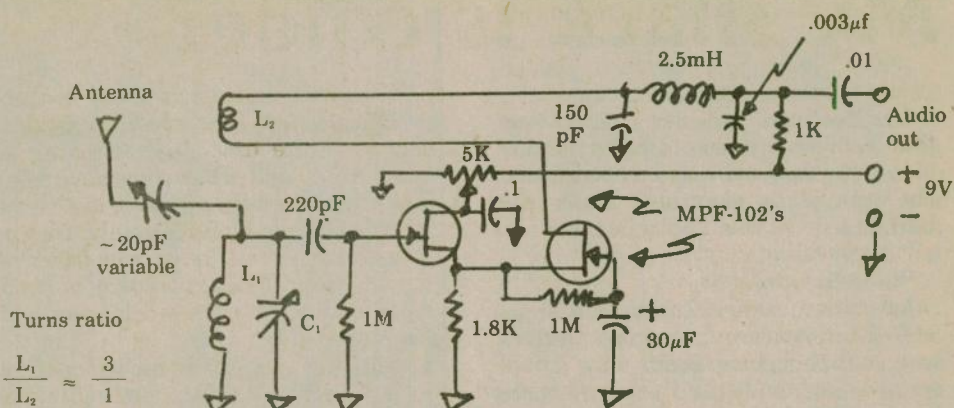 .003µf
2.5mH
.01
Antenna
L₂
150
pF
1K
Audio
out
5K
.1
+
9V
-
220pF
MPF-102's
~20pF
variable
L₁
C₁
1M
1.8K
1M
+
30µF
Turns ratio
L₁ / L₂ ≈ 3 / 1